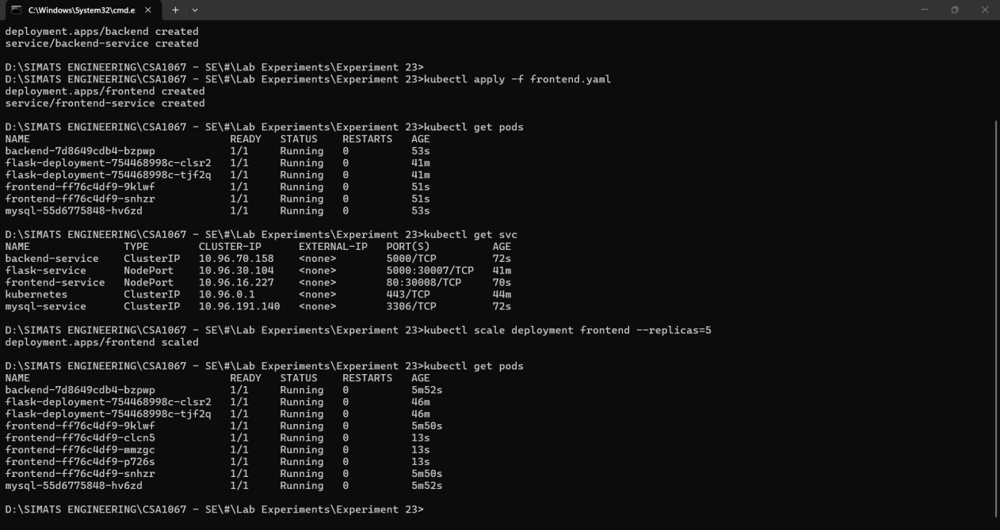 C:\Windows\System32\cmd.e
deployment.apps/backend created
service/backend-service created
D:\SIMATS ENGINEERING\CSA1067 - SE\#\Lab Experiments\Experiment 23>
D:\SIMATS ENGINEERING\CSA1067 - SE\#\Lab Experiments\Experiment 23>kubectl apply -f frontend.yaml
deployment.apps/frontend created
service/frontend-service created
D:\SIMATS ENGINEERING\CSA1067 - SE\#\Lab Experiments\Experiment 23>kubectl get pods
NAME READY STATUS RESTARTS AGE
backend-7d8649cdb4-bzpwp 1/1 Running 0 53s
flask-deployment-754468998c-clsr2 1/1 Running 0 41m
flask-deployment-754468998c-tjf2q 1/1 Running 0 41m
frontend-ff76c4df9-9klwf 1/1 Running 0 51s
frontend-ff76c4df9-snhzr 1/1 Running 0 51s
mysql-55d6775848-hv6zd 1/1 Running 0 53s
D:\SIMATS ENGINEERING\CSA1067 - SE\#\Lab Experiments\Experiment 23>kubectl get svc
NAME TYPE CLUSTER-IP EXTERNAL-IP PORT(S) AGE
backend-service ClusterIP 10.96.70.158 <none> 5000/TCP 72s
flask-service NodePort 10.96.30.104 <none> 5000:30007/TCP 41m
frontend-service NodePort 10.96.16.227 <none> 80:30008/TCP 70s
kubernetes ClusterIP 10.96.0.1 <none> 443/TCP 44m
mysql-service ClusterIP 10.96.191.140 <none> 3306/TCP 72s
D:\SIMATS ENGINEERING\CSA1067 - SE\#\Lab Experiments\Experiment 23>kubectl scale deployment frontend --replicas=5
deployment.apps/frontend scaled
D:\SIMATS ENGINEERING\CSA1067 - SE\#\Lab Experiments\Experiment 23>kubectl get pods
NAME READY STATUS RESTARTS AGE
backend-7d8649cdb4-bzpwp 1/1 Running 0 5m52s
flask-deployment-754468998c-clsr2 1/1 Running 0 46m
flask-deployment-754468998c-tjf2q 1/1 Running 0 46m
frontend-ff76c4df9-9klwf 1/1 Running 0 5m50s
frontend-ff76c4df9-clcn5 1/1 Running 0 13s
frontend-ff76c4df9-mmzgc 1/1 Running 0 13s
frontend-ff76c4df9-p726s 1/1 Running 0 13s
frontend-ff76c4df9-snhzr 1/1 Running 0 5m50s
mysql-55d6775848-hv6zd 1/1 Running 0 5m52s
D:\SIMATS ENGINEERING\CSA1067 - SE\#\Lab Experiments\Experiment 23>